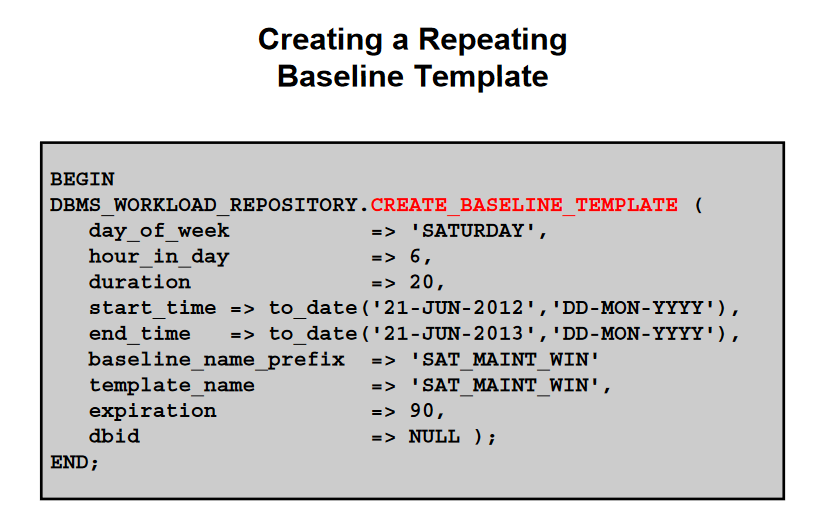 Creating a Repeating
Baseline Template
BEGIN
DBMS_WORKLOAD_REPOSITORY.CREATE_BASELINE_TEMPLATE (
day_of_week => 'SATURDAY',
hour_in_day => 6,
duration => 20,
start_time => to_date('21-JUN-2012','DD-MON-YYYY'),
end_time => to_date('21-JUN-2013','DD-MON-YYYY'),
baseline_name_prefix => 'SAT_MAINT_WIN'
template_name => 'SAT_MAINT_WIN',
expiration => 90,
dbid => NULL );
END;